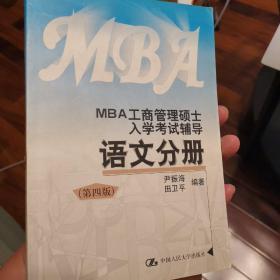 MBA
MBA工商管理硕士
入学考试辅导
语文分册
(第四版)
尹振海
田卫平
编著
中国人民大学出版社